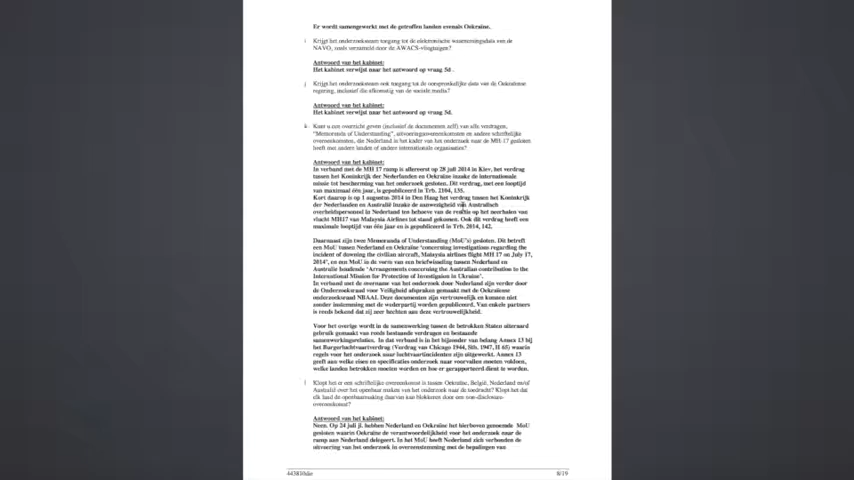 Er wordt samengewerkt met de getroffen landen evenals Oekraïne.
i Krijgt het onderzoeksteam toegang tot de elektronische waarnemingsdata van de
NAVO, zoals verzameld door de AWACS-vliegtuigen?
Antwoord van het kabinet:
Het kabinet verwijst naar het antwoord op vraag 5d .
j Krijgt het onderzoeksteam ook toegang tot de oorspronkelijke data van de Oekraïense
regering, inclusief die afkomstig van de sociale media?
Antwoord van het kabinet:
Het kabinet verwijst naar het antwoord op vraag 5d.
k Kunt u een overzicht geven (inclusief de documenten zelf) van alle verdragen,
"Memoranda of Understanding", uitvoeringsovereenkomsten en andere schriftelijke
overeenkomsten, die Nederland in het kader van het onderzoek naar de MH-17 gesloten
heeft met andere landen of andere internationale organisaties?
Antwoord van het kabinet:
In verband met de MH 17 ramp is allereerst op 28 juli 2014 in Kiev, het verdrag
tussen het Koninkrijk der Nederlanden en Oekraïne inzake de internationale
missie tot bescherming van het onderzoek gesloten. Dit verdrag, met een looptijd
van maximaal één jaar, is gepubliceerd in Trb. 2104, 135.
Kort daarop is op 1 augustus 2014 in Den Haag het verdrag tussen het Koninkrijk
der Nederlanden en Australië inzake de aanwezigheid van Australisch
overheidspersoneel in Nederland ten behoeve van de reactie op het neerhalen van
vlucht MH17 van Malaysia Airlines tot stand gekomen. Ook dit verdrag heeft een
maximale looptijd van één jaar en is gepubliceerd in Trb. 2014, 142.
Daarnaast zijn twee Memoranda of Understanding (MoU's) gesloten. Dit betreft
een MoU tussen Nederland en Oekraïne 'concerning investigations regarding the
incident of downing the civilian aircraft, Malaysia airlines flight MH 17 on July 17,
2014', en een MoU in de vorm van een briefwisseling tussen Nederland en
Australië houdende 'Arrangements concerning the Australian contribution to the
International Mission for Protection of Investigation in Ukraine'.
In verband met de overname van het onderzoek door Nederland zijn verder door
de Onderzoeksraad voor Veiligheid afspraken gemaakt met de Oekraïense
onderzoeksraad NBAAI. Deze documenten zijn vertrouwelijk en kunnen niet
zonder instemming met de wederpartij worden gepubliceerd. Van enkele partners
is reeds bekend dat zij zeer hechten aan deze vertrouwelijkheid.
Voor het overige wordt in de samenwerking tussen de betrokken Staten uiteraard
gebruik gemaakt van reeds bestaande verdragen en bestaande
samenwerkingsrelaties. In dat verband is in het bijzonder van belang Annex 13 bij
het Burgerluchtvaartverdrag (Verdrag van Chicago 1944, Stb. 1947, H 65) waarin
regels voor het onderzoek naar luchtvaartincidenten zijn uitgewerkt. Annex 13
geeft aan welke eisen en specificaties onderzoek naar voorvallen moeten voldoen,
welke landen betrokken moeten worden en hoe er gerapporteerd dient te worden.
l Klopt het er een schriftelijke overeenkomst is tussen Oekraïne, België, Nederland en/of
Australië over het openbaar maken van het onderzoek naar de toedracht? Klopt het dat
elk land de openbaarmaking daarvan kan blokkeren door een non-disclosure-
overeenkomst?
Antwoord van het kabinet:
Neen. Op 24 juli jl. hebben Nederland en Oekraïne het hierboven genoemde MoU
gesloten waarin Oekraïne de verantwoordelijkheid voor het onderzoek naar de
ramp aan Nederland delegeert. In het MoU heeft Nederland zich verbonden de
uitvoering van het onderzoek in overeenstemming met de bepalingen van
8/19